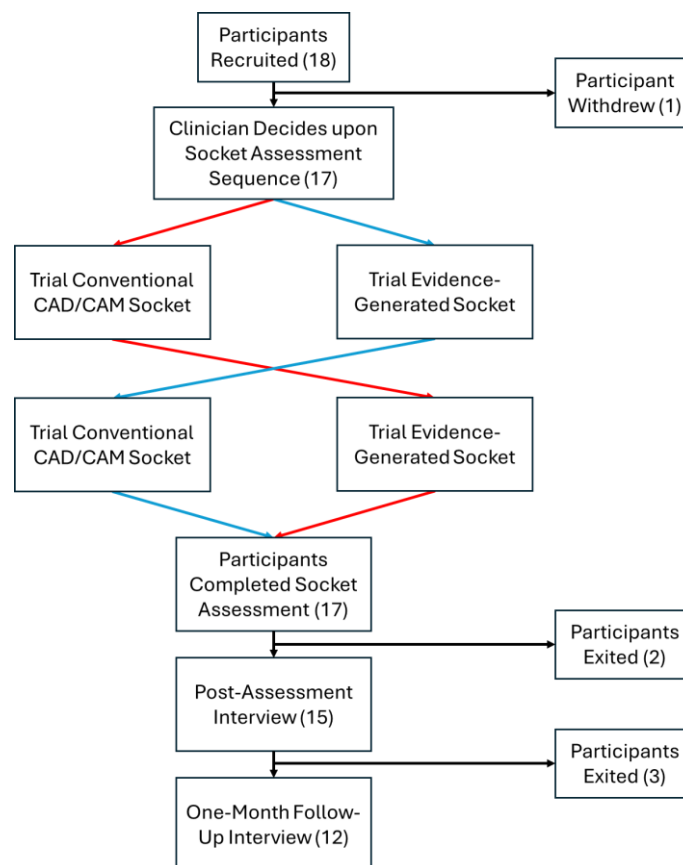 Participants
Recruited (18)
Participant
Withdrew (1)
Clinician Decides upon
Socket Assessment
Sequence (17)
Trial Conventional
CAD/CAM Socket
Trial Evidence-
Generated Socket
Trial Conventional
CAD/CAM Socket
Trial Evidence-
Generated Socket
Participants
Completed Socket
Assessment (17)
Participants
Exited (2)
Post-Assessment
Interview (15)
Participants
Exited (3)
One-Month Follow-
Up Interview (12)